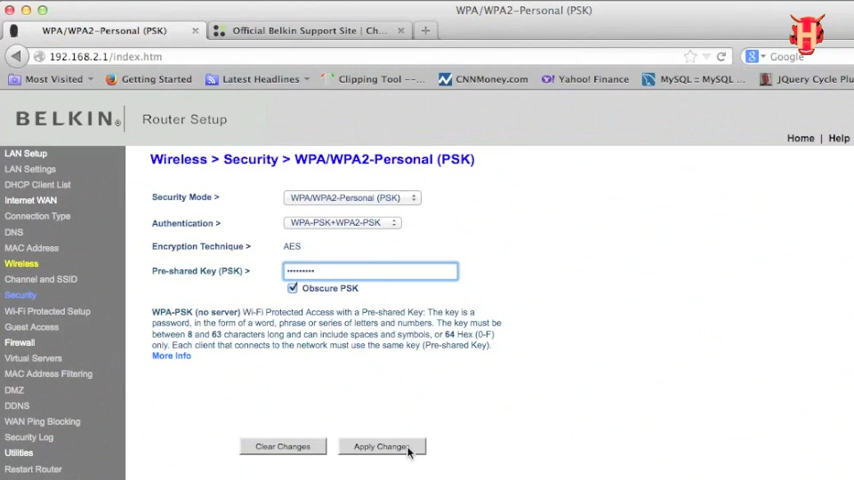 WPA/WPA2-Personal (PSK)
H
WPA/WPA2-Personal (PSK) ×
Official Belkin Support Site | Ch... × +
192.168.2.1/index.htm
Google
Most Visited
Getting Started
Latest Headlines
Clipping Tool --...
CNNMoney.com
Yahoo! Finance
MySQL :: MySQL ...
JQuery Cycle Plu
BELKIN® Router Setup
Home | Help
LAN Setup
LAN Settings
DHCP Client List
Internet WAN
Connection Type
DNS
MAC Address
Wireless
Channel and SSID
Security
Wi-Fi Protected Setup
Guest Access
Firewall
Virtual Servers
MAC Address Filtering
DMZ
DDNS
WAN Ping Blocking
Security Log
Utilities
Restart Router
Wireless > Security > WPA/WPA2-Personal (PSK)
Security Mode > WPA/WPA2-Personal (PSK)
Authentication > WPA-PSK+WPA2-PSK
Encryption Technique > AES
Pre-shared Key (PSK) > •••••••••
Obscure PSK
WPA-PSK (no server) Wi-Fi Protected Access with a Pre-shared Key: The key is a
password, in the form of a word, phrase or series of letters and numbers. The key must be
between 8 and 63 characters long and can include spaces and symbols, or 64 Hex (0-F)
only. Each client that connects to the network must use the same key (Pre-shared Key).
More Info
Clear Changes
Apply Changes